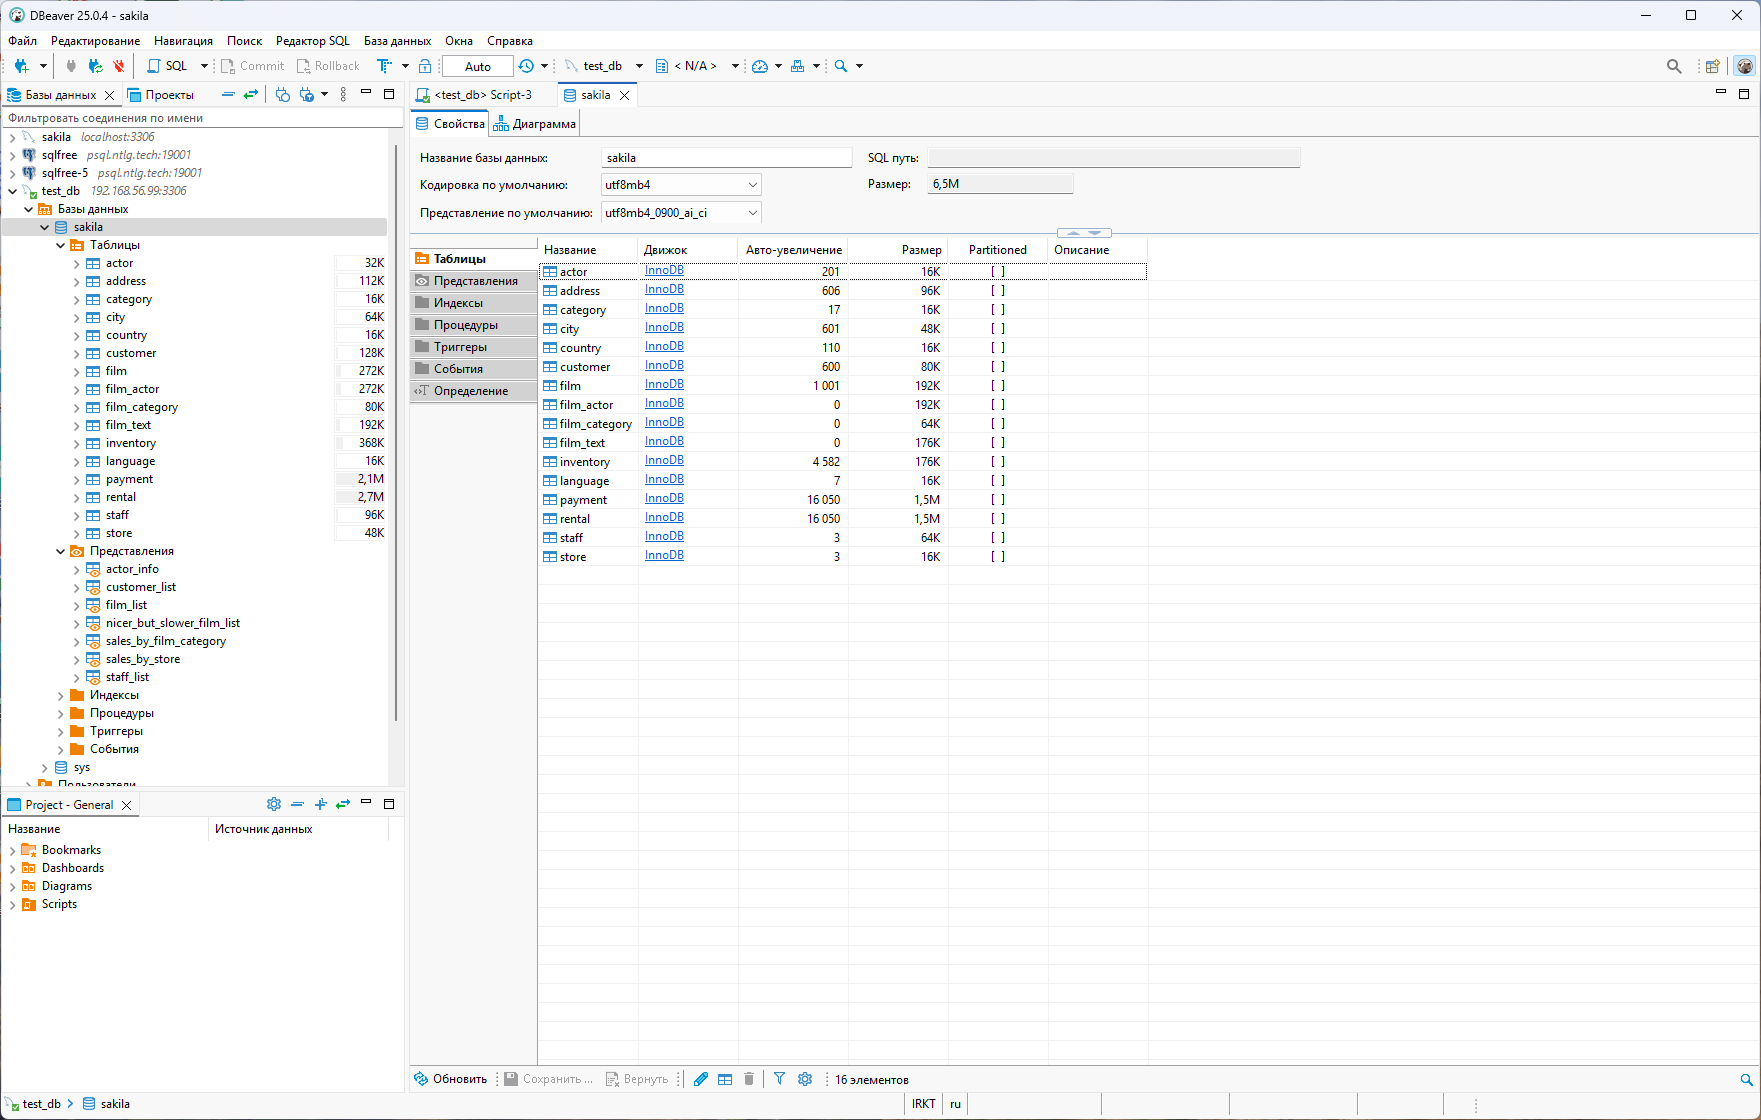 DBeaver 25.0.4 - sakila
Файл Редактирование Навигация Поиск Редактор SQL База данных Окна Справка
SQL Commit Rollback Auto test_db < N/A >
Базы данных Проекты
Фильтровать соединения по имени
sakila localhost:3306
sqlfree psql.ntlg.tech:19001
sqlfree-5 psql.ntlg.tech:19001
test_db 192.168.56.99:3306
Базы данных
sakila
Таблицы
actor 32K
address 112K
category 16K
city 64K
country 16K
customer 128K
film 272K
film_actor 272K
film_category 80K
film_text 192K
inventory 368K
language 16K
payment 2,1M
rental 2,7M
staff 96K
store 48K
Представления
actor_info
customer_list
film_list
nicer_but_slower_film_list
sales_by_film_category
sales_by_store
staff_list
Индексы
Процедуры
Триггеры
События
sys
Пользователи
Project - General
Название Источник данных
Bookmarks
Dashboards
Diagrams
Scripts
<test_db> Script-3 sakila
Свойства Диаграмма
Название базы данных: sakila SQL путь:
Кодировка по умолчанию: utf8mb4 Размер: 6,5M
Представление по умолчанию: utf8mb4_0900_ai_ci
Таблицы
Представления
Индексы
Процедуры
Триггеры
События
Определение
Название Движок Авто-увеличение Размер Partitioned Описание
actor InnoDB 201 16K [ ]
address InnoDB 606 96K [ ]
category InnoDB 17 16K [ ]
city InnoDB 601 48K [ ]
country InnoDB 110 16K [ ]
customer InnoDB 600 80K [ ]
film InnoDB 1 001 192K [ ]
film_actor InnoDB 0 192K [ ]
film_category InnoDB 0 64K [ ]
film_text InnoDB 0 176K [ ]
inventory InnoDB 4 582 176K [ ]
language InnoDB 7 16K [ ]
payment InnoDB 16 050 1,5M [ ]
rental InnoDB 16 050 1,5M [ ]
staff InnoDB 3 64K [ ]
store InnoDB 3 16K [ ]
Обновить Сохранить ... Вернуть 16 элементов
test_db sakila IRKT ru